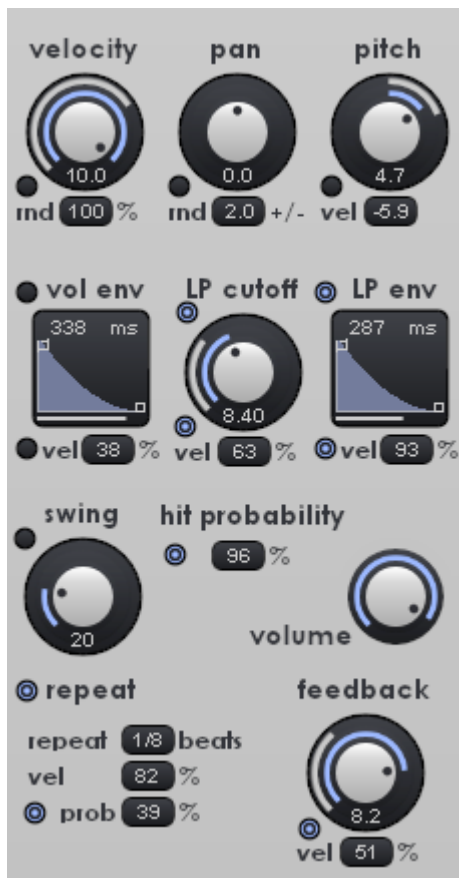 velocity pan pitch
10.0 0.0 4.7
rnd 100 % rnd 2.0 +/- vel -5.9
vol env LP cutoff LP env
338 ms 287 ms
8.40
vel 38 % vel 63 % vel 93 %
swing hit probability
96 %
20
volume
repeat feedback
repeat 1/8 beats
vel 82 %
prob 39 % 8.2
vel 51 %